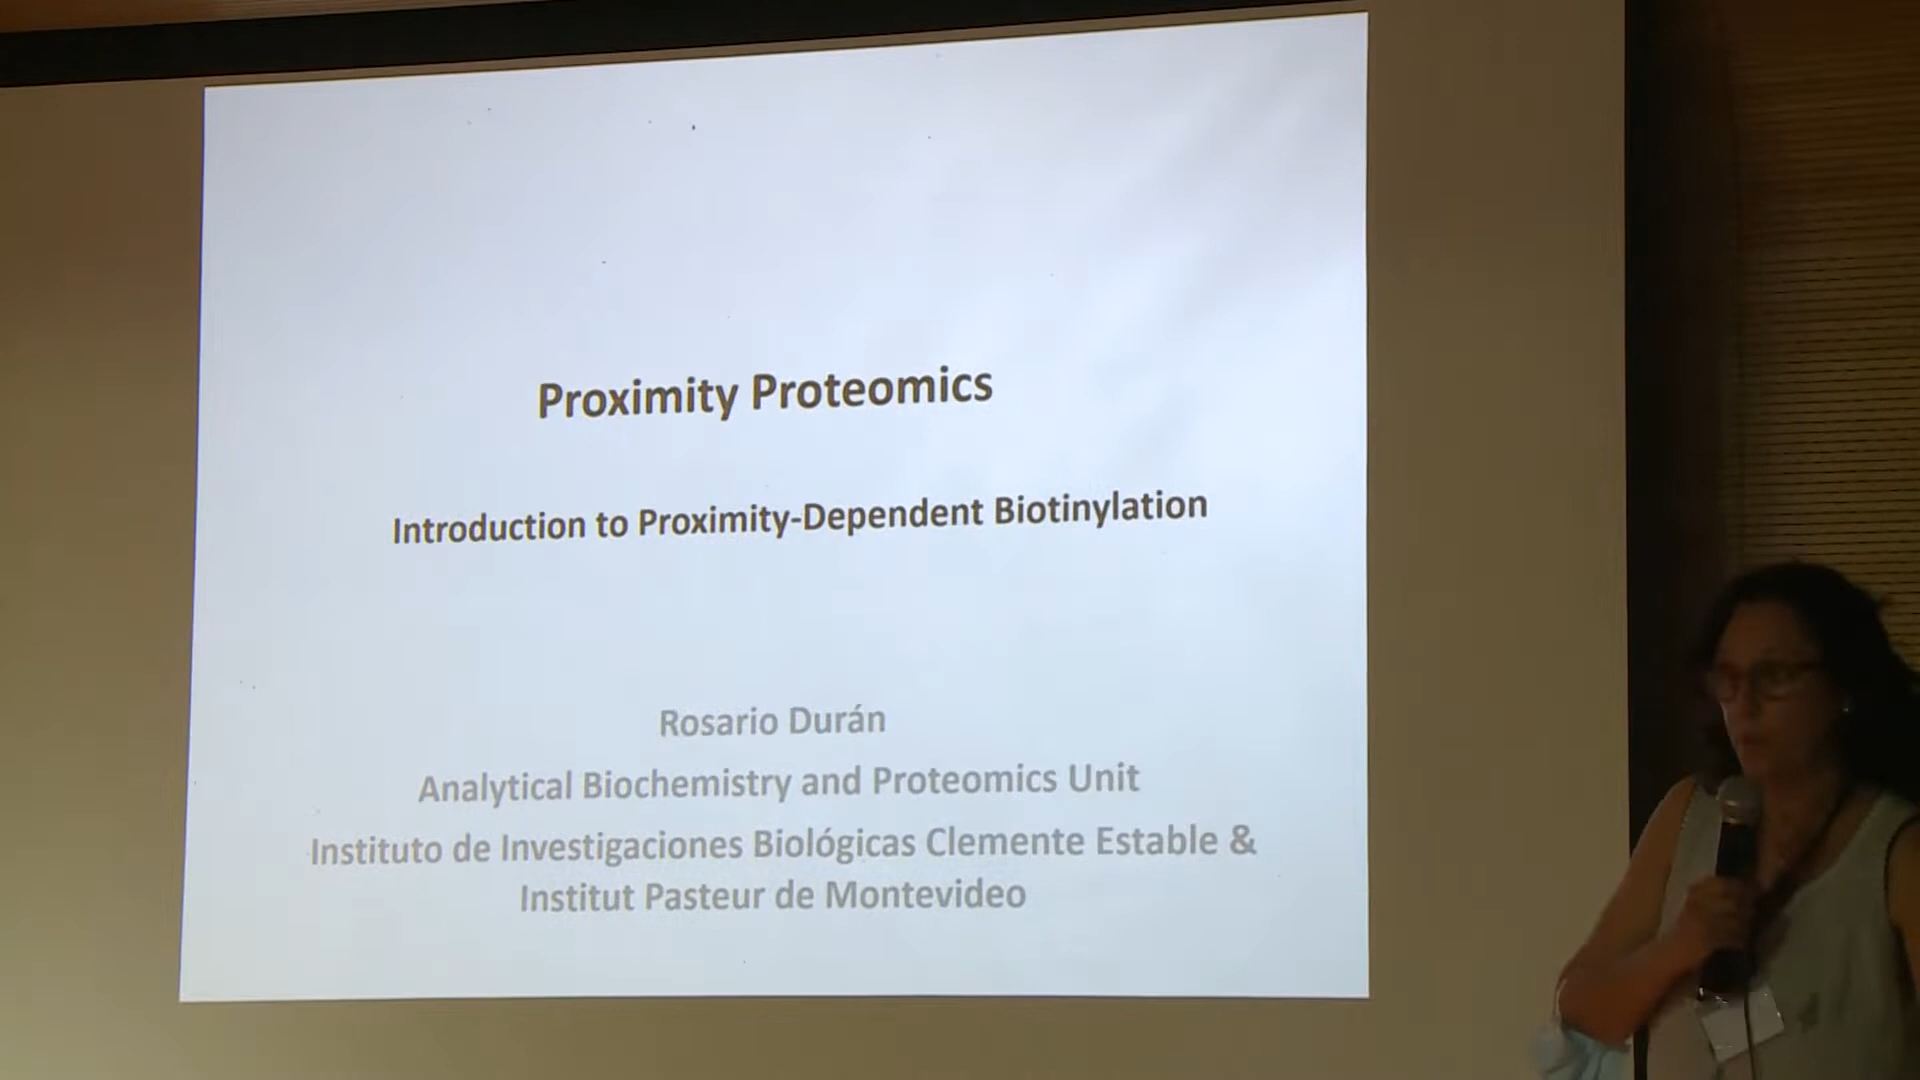 Proximity Proteomics
Introduction to Proximity-Dependent Biotinylation
Rosario Durán
Analytical Biochemistry and Proteomics Unit
Instituto de Investigaciones Biológicas Clemente Estable &
Institut Pasteur de Montevideo